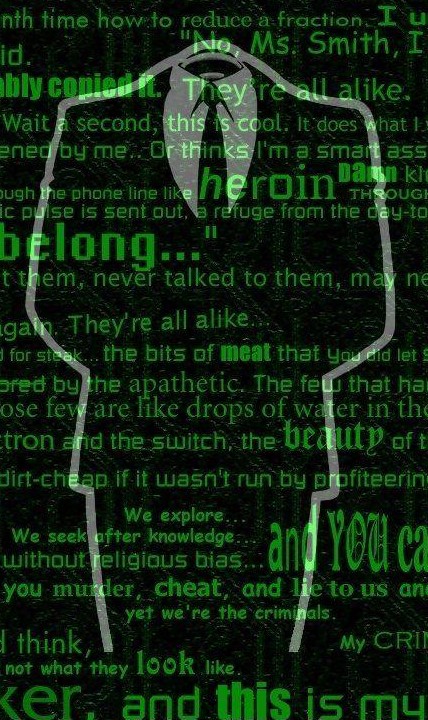 nth time how to reduce a fraction. I u
id. "No, Ms. Smith, I
ably copied it. They're all alike.
Wait a second, this is cool. It does what I
ened by me... Or thinks I'm a smart ass
ough the phone line like heroin THROUGH
Damn ki
ic pulse is sent out, a refuge from the day-to
belong..."
t them, never talked to them, may ne
again. They're all alike...
d for steak... the bits of meat that you did let s
ored by the apathetic. The few that ha
ose few are like drops of water in the
ctron and the switch, the beauty of t
dirt-cheap if it wasn't run by profiteerin
We explore...
We seek after knowledge...
without religious bias... and YOU ca
you murder, cheat, and lie to us and
yet we're the criminals.
d think, My CRI
not what they look like.
ker, and this is my